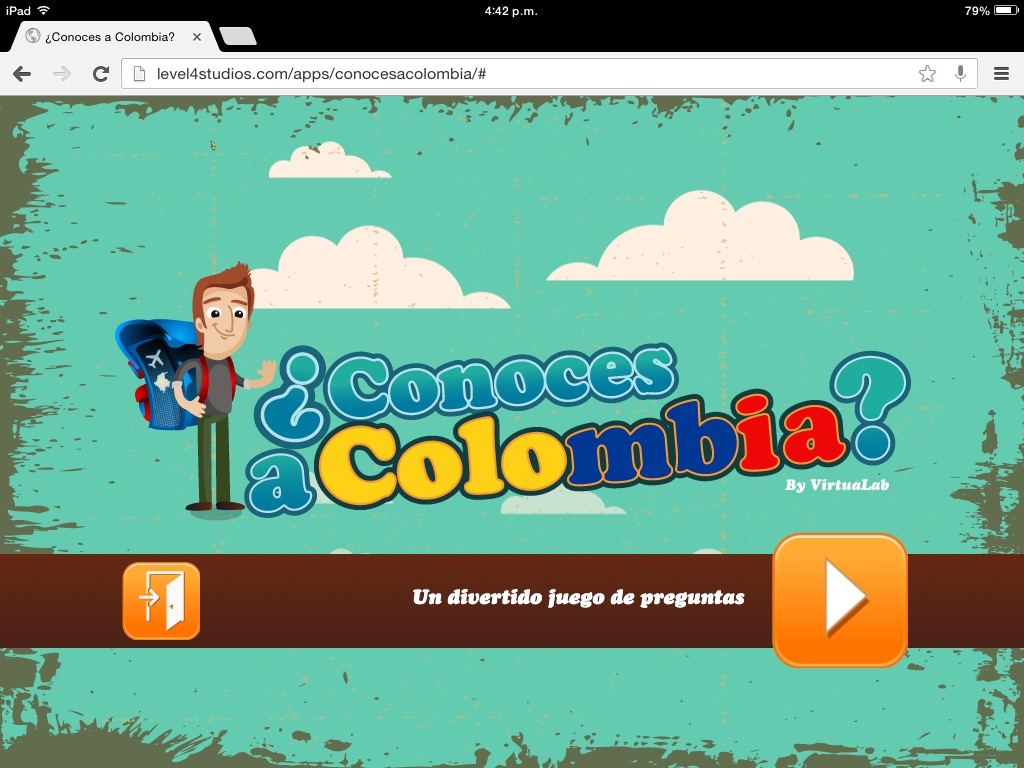 iPad 4:42 p.m. 79%
¿Conoces a Colombia?
level4studios.com/apps/conocesacolombia/#
¿Conoces
a Colombia?
By VirtuaLab
Un divertido juego de preguntas